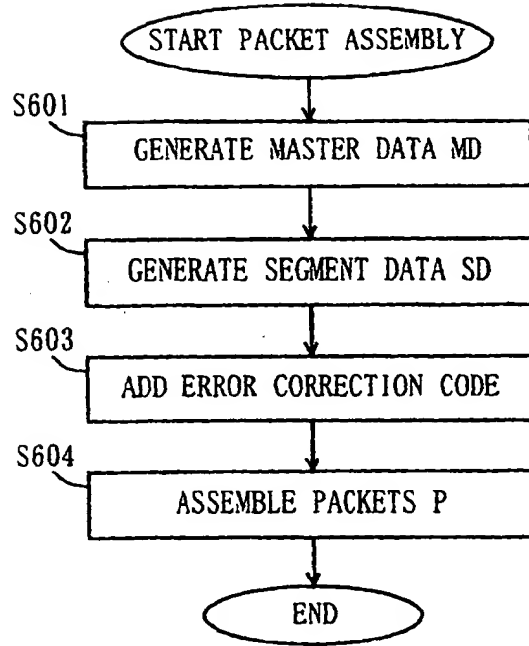 START PACKET ASSEMBLY
S601
GENERATE MASTER DATA MD
S602
GENERATE SEGMENT DATA SD
S603
ADD ERROR CORRECTION CODE
S604
ASSEMBLE PACKETS P
END